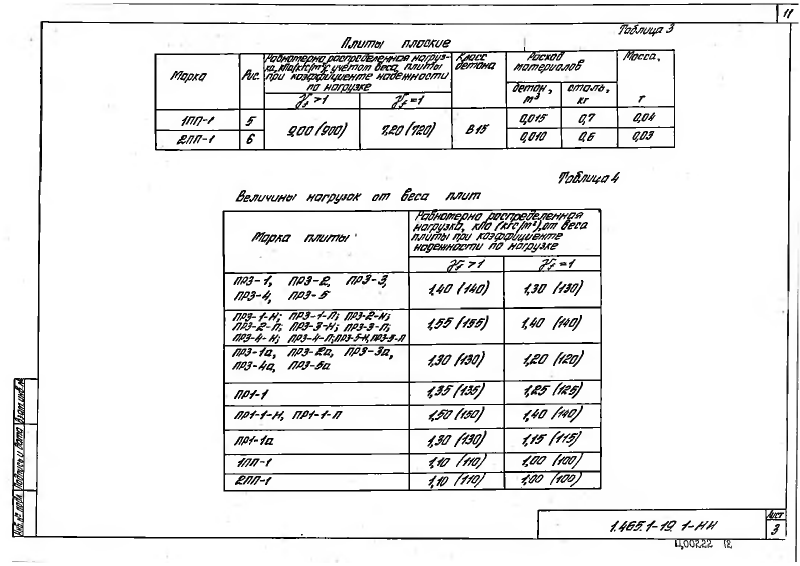 11
Таблица 3
Плиты плоские
Марка | Рис. | Равномерно распределенная нагруз-
ка, кПа (кгс/м²) с учетом веса плиты
при коэффициенте надежности
по нагрузке | Класс
бетона | Расход
материалов | Масса,
т
γf >1 | γf =1 | бетон,
м³ | сталь,
кг
1ПП-1 | 5 | 9,00 (900) | 7,20 (720) | В15 | 0,015 | 0,7 | 0,04
2ПП-1 | 6 | 0,010 | 0,6 | 0,03
Таблица 4
Величины нагрузок от веса плит
Марка плиты | Равномерно распределенная
нагрузка, кПа (кгс/м²), от веса
плиты при коэффициенте
надежности по нагрузке
γf >1 | γf =1
ПРЗ-1, ПРЗ-2, ПРЗ-3,
ПРЗ-4, ПРЗ-5 | 1,40 (140) | 1,30 (130)
ПРЗ-1-Н; ПРЗ-1-П; ПРЗ-2-Н;
ПРЗ-2-П; ПРЗ-3-Н; ПРЗ-3-П;
ПРЗ-4-Н; ПРЗ-4-П; ПРЗ-5-Н, ПРЗ-5-П | 1,55 (155) | 1,40 (140)
ПРЗ-1а, ПРЗ-2а, ПРЗ-3а,
ПРЗ-4а, ПРЗ-5а | 1,30 (130) | 1,20 (120)
ПР1-1 | 1,35 (135) | 1,25 (125)
ПР1-1-Н, ПР1-1-П | 1,50 (150) | 1,40 (140)
ПР1-1а | 1,30 (130) | 1,15 (115)
1ПП-1 | 1,10 (110) | 1,00 (100)
2ПП-1 | 1,10 (110) | 1,00 (100)
Инв. № подл. Подпись и дата Взам. инв. №
1.465.1-19. 1-НИ
Лист
3
Ц00222 12